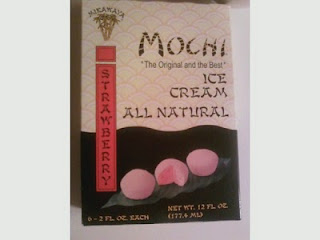 MIKAWAYA
MOCHI
"The Original and the Best"
ICE
CREAM
ALL NATURAL
STRAWBERRY
6 - 2 FL OZ. EACH
NET WT. 12 FL OZ.
(177.4 ML)